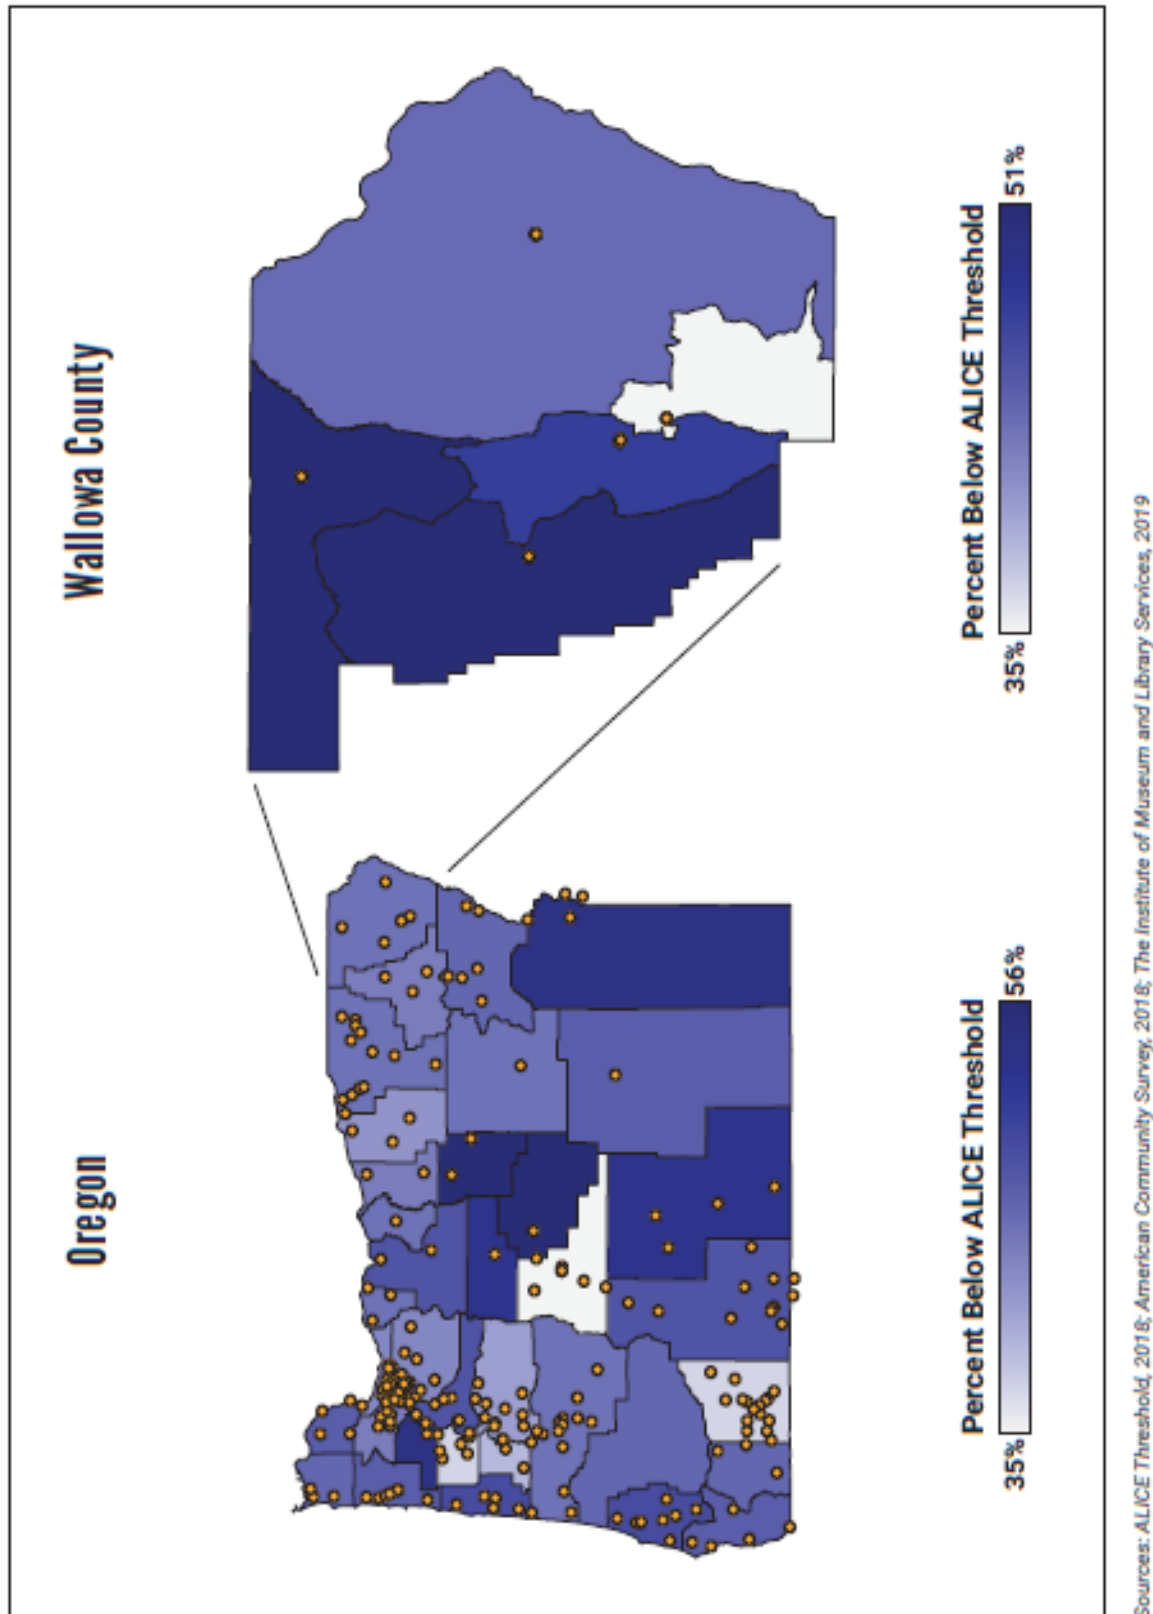 Oregon
Wallowa County
Percent Below ALICE Threshold
35%
56%
Percent Below ALICE Threshold
35%
51%
Sources: ALICE Threshold, 2018; American Community Survey, 2018; The Institute of Museum and Library Services, 2019